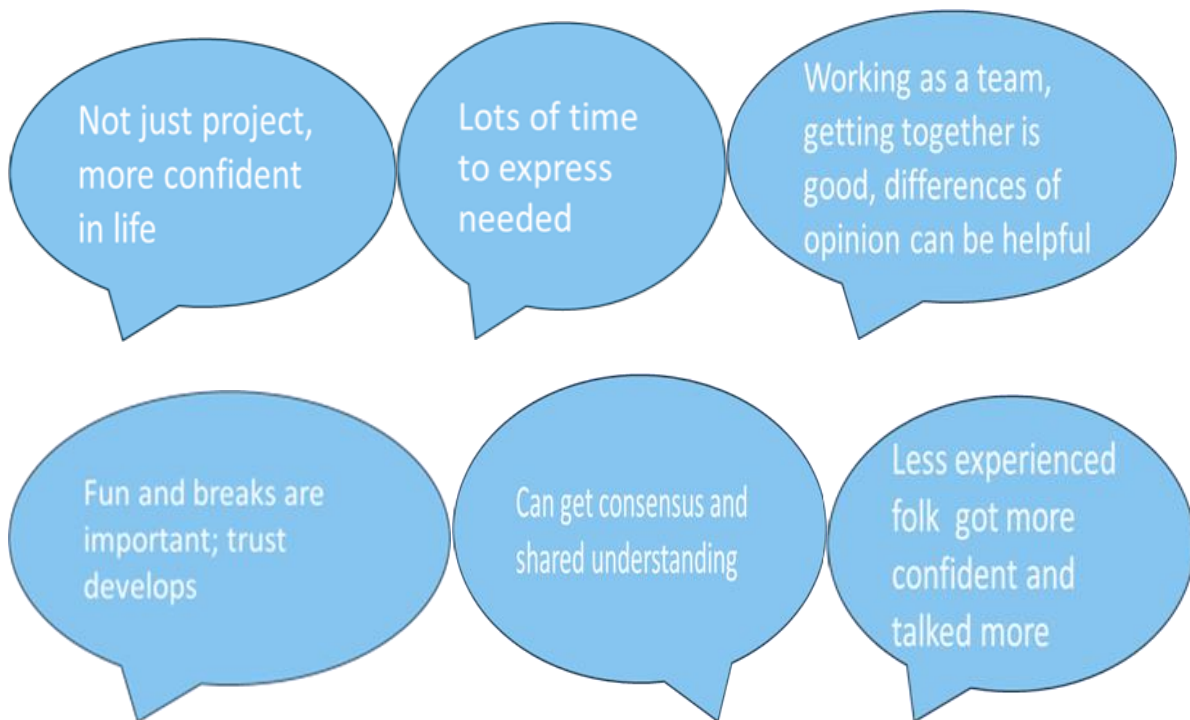 Not just project,
more confident
in life
Lots of time
to express
needed
Working as a team,
getting together is
good, differences of
opinion can be helpful
Fun and breaks are
important; trust
develops
Can get consensus and
shared understanding
Less experienced
folk  got more
confident and
talked more